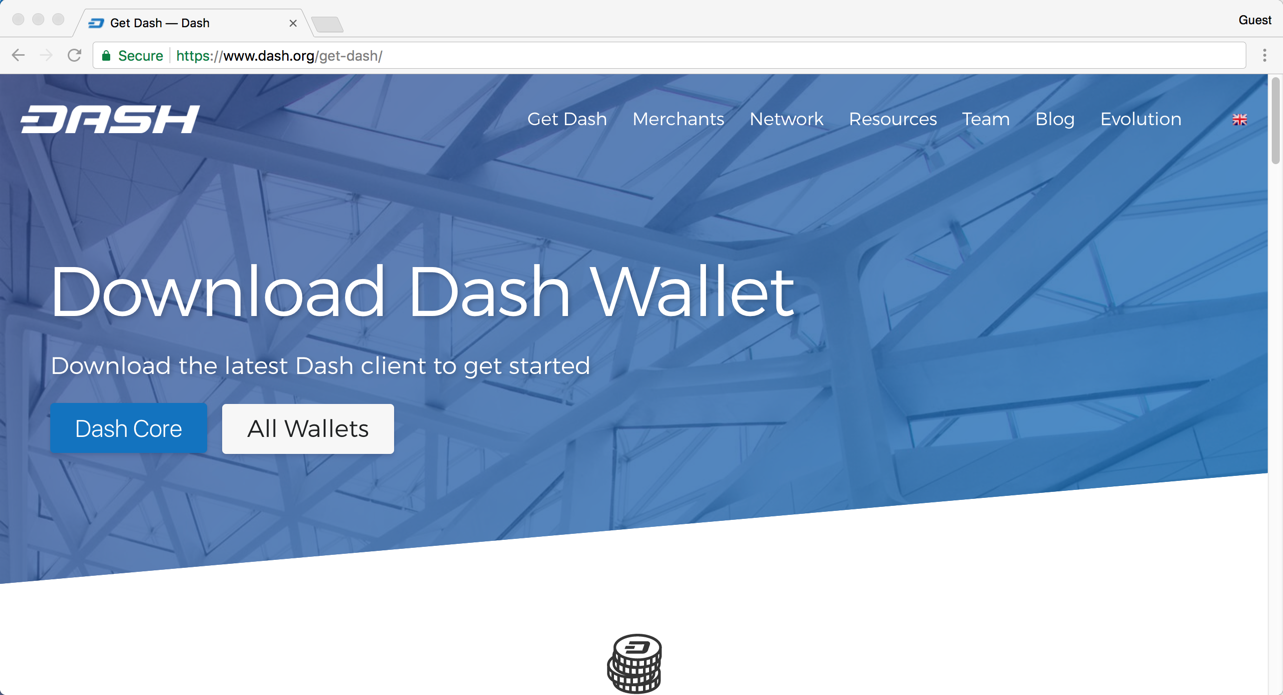 Get Dash — Dash
Guest
Secure https://www.dash.org/get-dash/
DASH
Get Dash Merchants Network Resources Team Blog Evolution
Download Dash Wallet
Download the latest Dash client to get started
Dash Core All Wallets